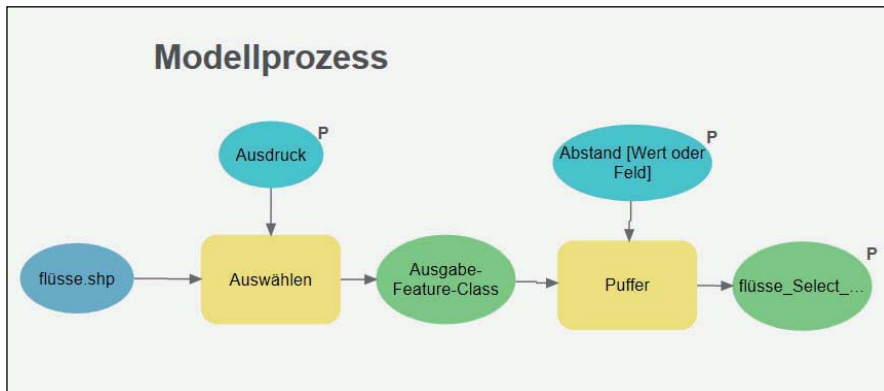 Modellprozess
P
Ausdruck
P
Abstand [Wert oder
Feld]
flüsse.shp
Auswählen
Ausgabe-
Feature-Class
Puffer
P
flüsse_Select_...